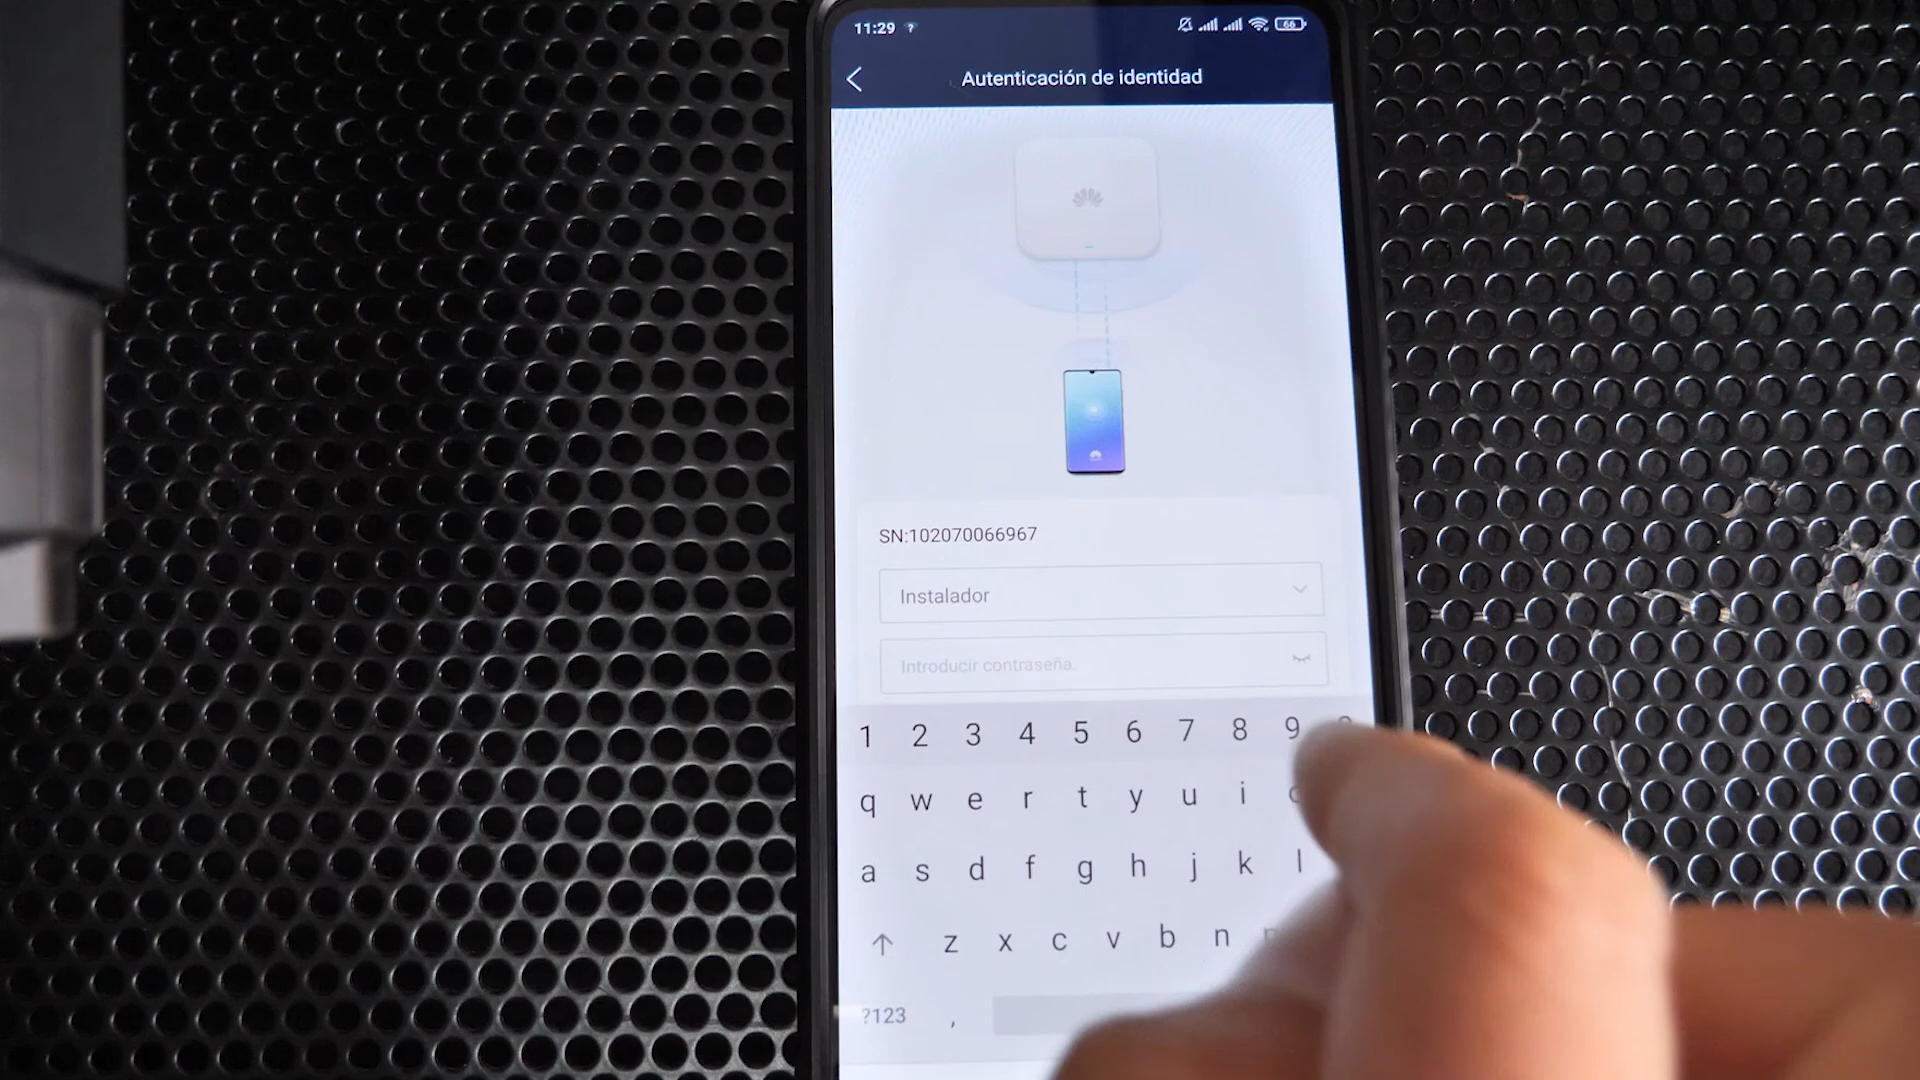 11:29 ?
66
Autenticación de identidad
SN:102070066967
Instalador
Introducir contraseña.
1 2 3 4 5 6 7 8 9
q w e r t y u i
a s d f g h j k l
z x c v b n
?123 ,